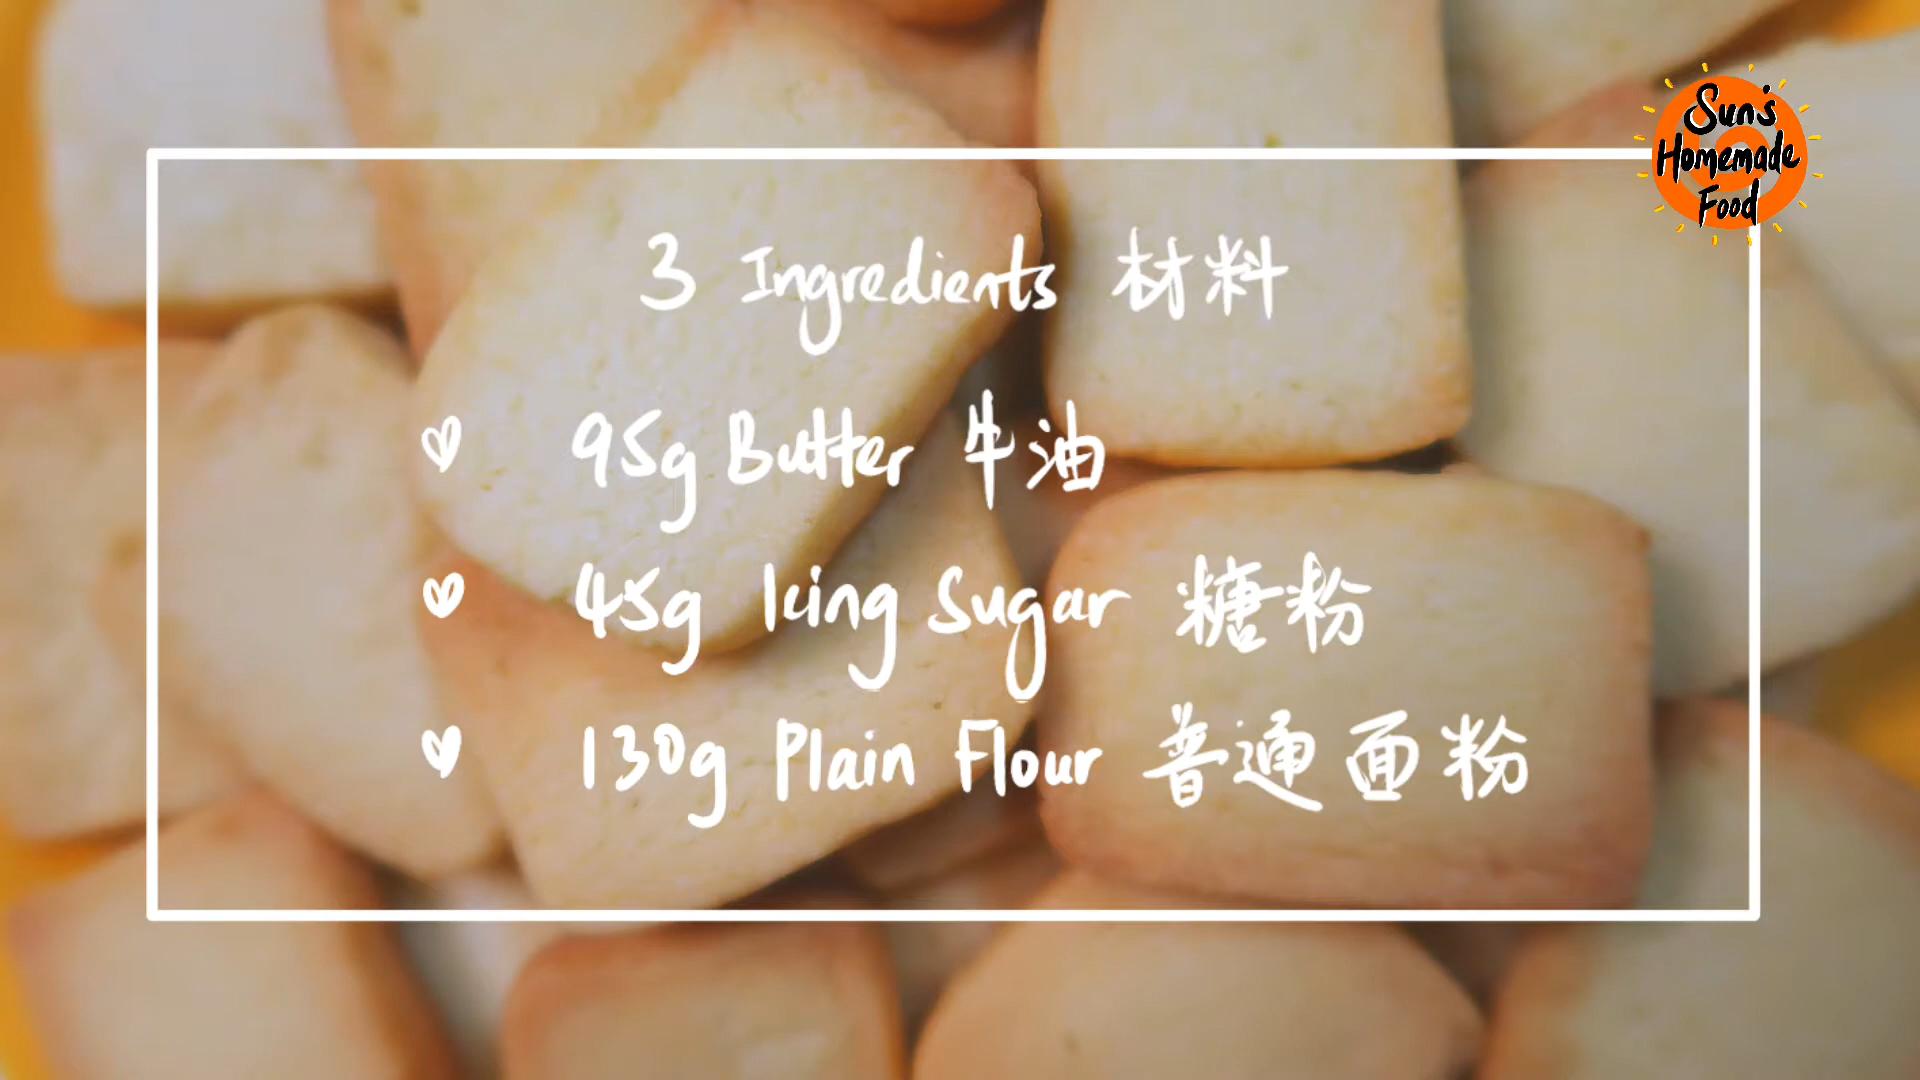 Sun's
Homemade
Food
3 Ingredients 材料
95g Butter 牛油
45g Icing Sugar 糖粉
130g Plain Flour 普通面粉